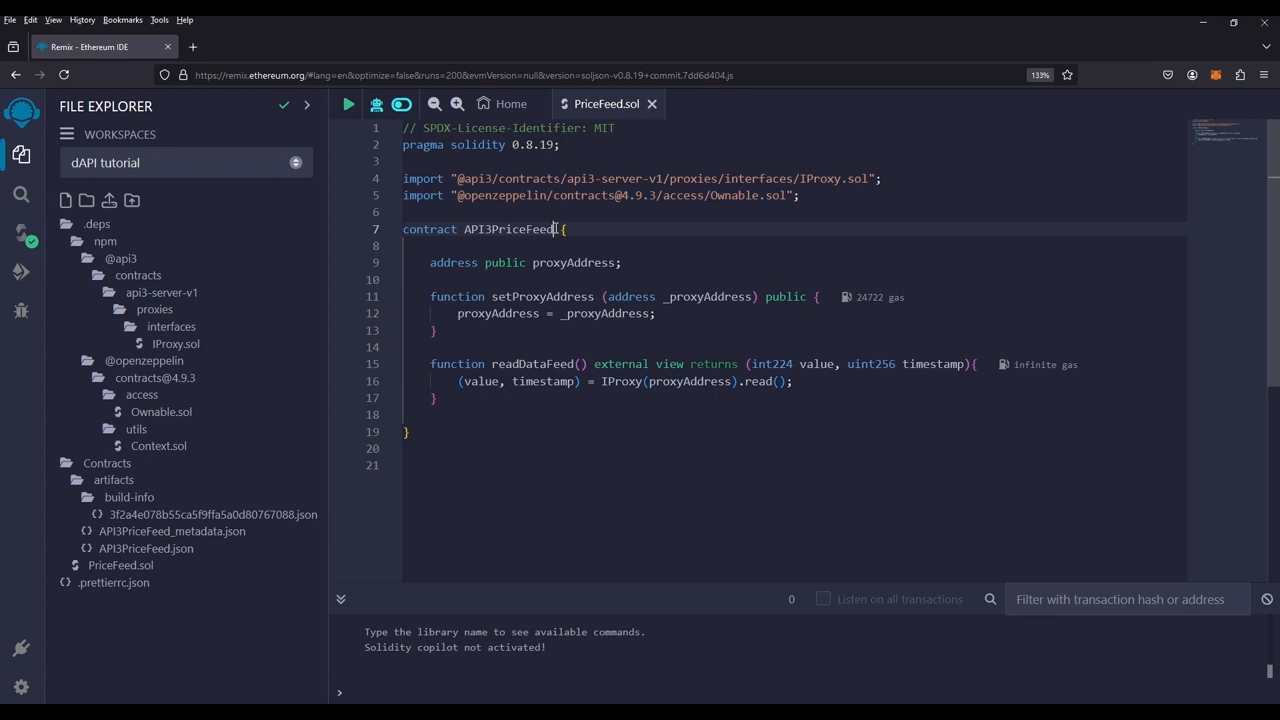 File Edit View History Bookmarks Tools Help
Remix - Ethereum IDE
https://remix.ethereum.org/#lang=en&optimize=false&runs=200&evmVersion=null&version=soljson-v0.8.19+commit.7dd6d404.js
133%
FILE EXPLORER
WORKSPACES
dAPI tutorial
.deps
npm
@api3
contracts
api3-server-v1
proxies
interfaces
IProxy.sol
@openzeppelin
contracts@4.9.3
access
Ownable.sol
utils
Context.sol
Contracts
artifacts
build-info
3f2a4e078b55ca5f9ffa5a0d80767088.json
API3PriceFeed_metadata.json
API3PriceFeed.json
PriceFeed.sol
.prettierrc.json
Home
PriceFeed.sol
1 // SPDX-License-Identifier: MIT
2 pragma solidity 0.8.19;
3
4 import "@api3/contracts/api3-server-v1/proxies/interfaces/IProxy.sol";
5 import "@openzeppelin/contracts@4.9.3/access/Ownable.sol";
6
7 contract API3PriceFeed {
8
9 address public proxyAddress;
10
11 function setProxyAddress (address _proxyAddress) public { 24722 gas
12 proxyAddress = _proxyAddress;
13 }
14
15 function readDataFeed() external view returns (int224 value, uint256 timestamp){ infinite gas
16 (value, timestamp) = IProxy(proxyAddress).read();
17 }
18
19 }
20
21
0 Listen on all transactions Filter with transaction hash or address
Type the library name to see available commands.
Solidity copilot not activated!
>